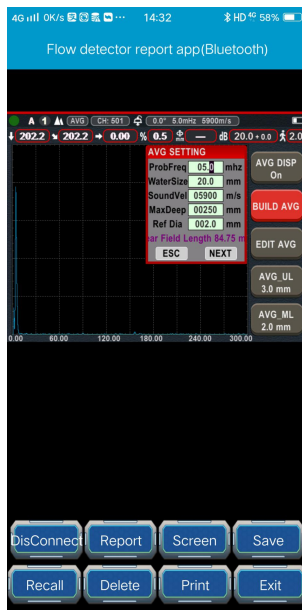 4G 0K/s 14:32 HD 4G 58%
Flow detector report app(Bluetooth)
A 1 AVG CH: 501 0.0° 5.0mHz 5900m/s
202.2 202.2 0.00 % 0.5 — dB 20.0+0.0 2.0
AVG SETTING
ProbFreq 05.0 mhz
WaterSize 20.0 mm
SoundVel 05900 m/s
MaxDeep 00250 mm
Ref Dia 002.0 mm
ear Field Length 84.75 m
ESC NEXT
AVG DISP
On
BUILD AVG
EDIT AVG
AVG_UL
3.0 mm
AVG_ML
2.0 mm
0.00 60.00 120.00 180.00 240.00 300.00
DisConnect Report Screen Save
Recall Delete Print Exit